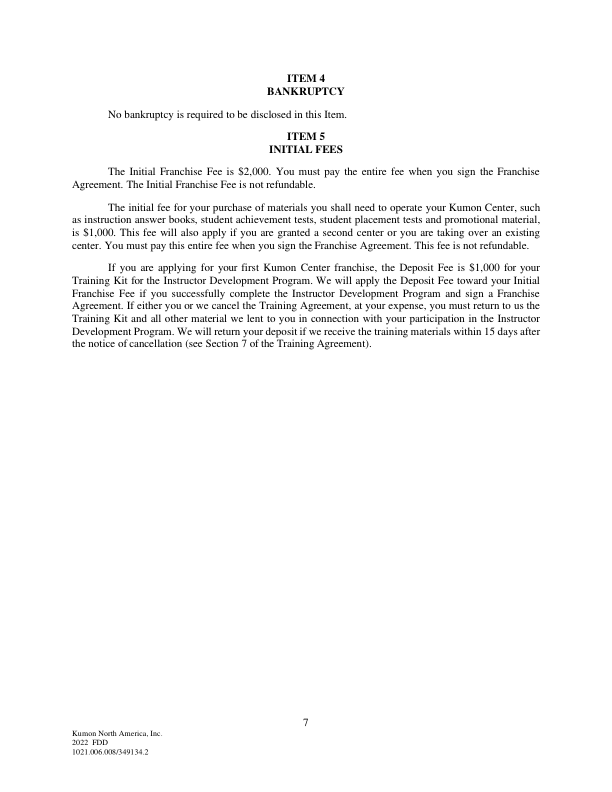 ITEM 4
BANKRUPTCY
No bankruptcy is required to be disclosed in this Item.
ITEM 5
INITIAL FEES
The Initial Franchise Fee is $2,000. You must pay the entire fee when you sign the Franchise
Agreement. The Initial Franchise Fee is not refundable.
The initial fee for your purchase of materials you shall need to operate your Kumon Center, such
as instruction answer books, student achievement tests, student placement tests and promotional material,
is $1,000. This fee will also apply if you are granted a second center or you are taking over an existing
center. You must pay this entire fee when you sign the Franchise Agreement. This fee is not refundable.
If you are applying for your first Kumon Center franchise, the Deposit Fee is $1,000 for your
Training Kit for the Instructor Development Program. We will apply the Deposit Fee toward your Initial
Franchise Fee if you successfully complete the Instructor Development Program and sign a Franchise
Agreement. If either you or we cancel the Training Agreement, at your expense, you must return to us the
Training Kit and all other material we lent to you in connection with your participation in the Instructor
Development Program. We will return your deposit if we receive the training materials within 15 days after
the notice of cancellation (see Section 7 of the Training Agreement).
7
Kumon North America, Inc.
2022 FDD
1021.006.008/349134.2